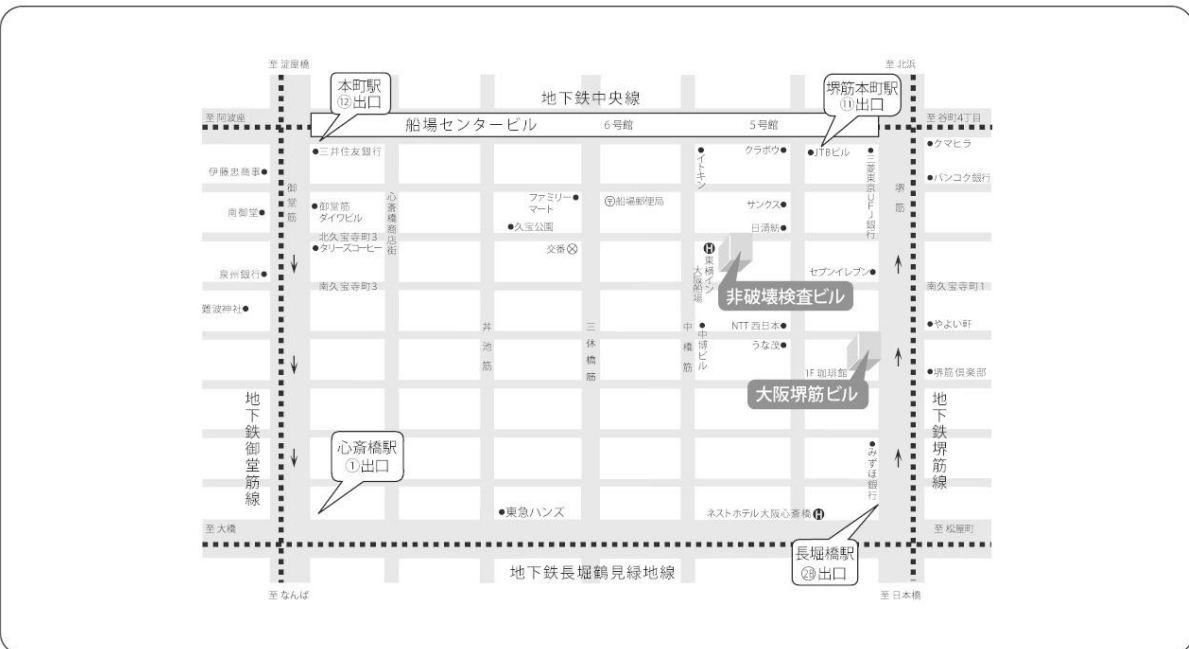 至 淀屋橋
至 北浜
本町駅
⑫出口
地下鉄中央線
堺筋本町駅
⑪出口
至 阿波座
船場センタービル
6号館
5号館
至 谷町4丁目
●三井住友銀行
●イトキン
クラボウ●
●JTBビル
●三菱東京UFJ銀行
●クマヒラ
伊藤忠商事●
●バンコク銀行
御堂筋
心斎橋商店街
堺筋
南御堂●
●御堂筋
ダイワビル
ファミリー●
マート
〒船場郵便局
サンクス●
●久宝公園
日清紡●
北久宝寺町3
●タリーズコーヒー
交番
H
東横イン
大阪船場
泉州銀行●
セブンイレブン●
南久宝寺町3
非破壊検査ビル
南久宝寺町1
難波神社●
丼池筋
三休橋筋
中橋筋
●中博ビル
NTT 西日本●
うな茂●
●やよい軒
1F 珈琲館
●堺筋倶楽部
大阪堺筋ビル
地下鉄御堂筋線
地下鉄堺筋線
心斎橋駅
①出口
●みずほ銀行
●東急ハンズ
ネストホテル大阪心斎橋H
至 大橋
至 松屋町
長堀橋駅
㉘出口
地下鉄長堀鶴見緑地線
至 なんば
至 日本橋